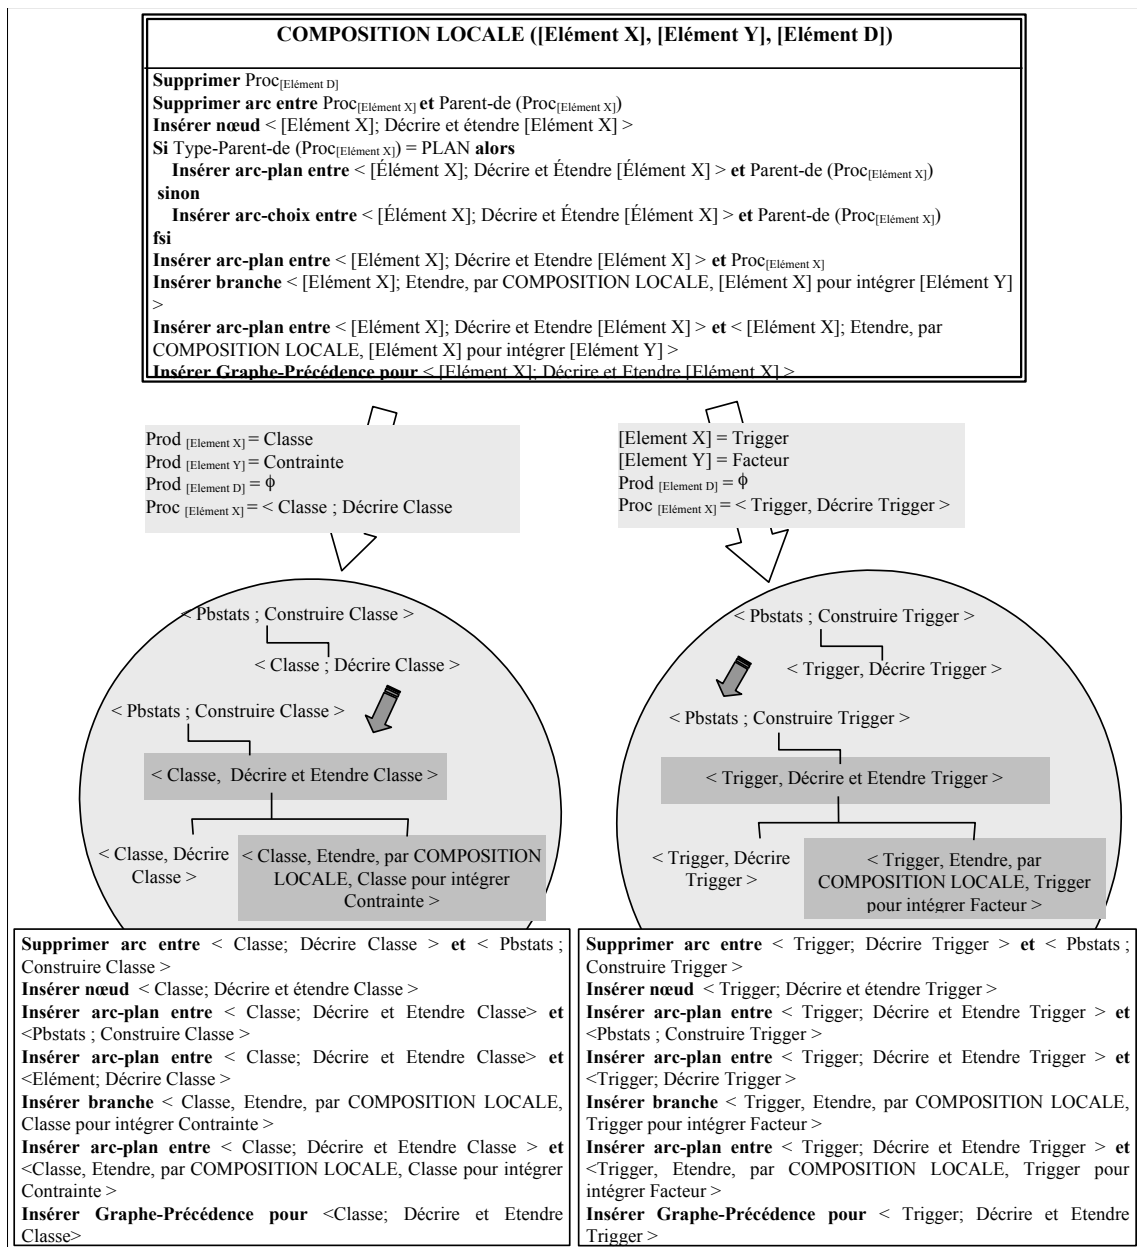 COMPOSITION LOCALE ([Elément X], [Elément Y], [Elément D])
Supprimer Proc[Elément D]
Supprimer arc entre Proc[Elément X] et Parent-de (Proc[Elément X])
Insérer nœud < [Elément X]; Décrire et étendre [Elément X] >
Si Type-Parent-de (Proc[Elément X]) = PLAN alors
Insérer arc-plan entre < [Élément X]; Décrire et Étendre [Élément X] > et Parent-de (Proc[Elément X])
sinon
Insérer arc-choix entre < [Élément X]; Décrire et Étendre [Élément X] > et Parent-de (Proc[Elément X])
fsi
Insérer arc-plan entre < [Elément X]; Décrire et Etendre [Elément X] > et Proc[Elément X]
Insérer branche < [Elément X]; Etendre, par COMPOSITION LOCALE, [Elément X] pour intégrer [Elément Y]
>
Insérer arc-plan entre < [Elément X]; Décrire et Etendre [Elément X] > et < [Elément X]; Etendre, par
COMPOSITION LOCALE, [Elément X] pour intégrer [Elément Y] >
Insérer Graphe-Précédence pour < [Elément X]; Décrire et Etendre [Elément X] >
Prod [Element X] = Classe
Prod [Element Y] = Contrainte
Prod [Element D] = ϕ
Proc [Elément X] = < Classe ; Décrire Classe
[Element X] = Trigger
[Element Y] = Facteur
Prod [Element D] = ϕ
Proc [Elément X] = < Trigger, Décrire Trigger >
< Pbstats ; Construire Classe >
< Classe ; Décrire Classe >
< Pbstats ; Construire Classe >
< Classe, Décrire et Etendre Classe >
< Classe, Décrire
Classe >
< Classe, Etendre, par COMPOSITION
LOCALE, Classe pour intégrer
Contrainte >
< Pbstats ; Construire Trigger >
< Trigger, Décrire Trigger >
< Pbstats ; Construire Trigger >
< Trigger, Décrire et Etendre Trigger >
< Trigger, Décrire
Trigger >
< Trigger, Etendre, par
COMPOSITION LOCALE, Trigger
pour intégrer Facteur >
Supprimer arc entre < Classe; Décrire Classe > et < Pbstats ;
Construire Classe >
Insérer nœud < Classe; Décrire et étendre Classe >
Insérer arc-plan entre < Classe; Décrire et Etendre Classe> et
<Pbstats ; Construire Classe >
Insérer arc-plan entre < Classe; Décrire et Etendre Classe> et
<Elément; Décrire Classe >
Insérer branche < Classe, Etendre, par COMPOSITION LOCALE,
Classe pour intégrer Contrainte >
Insérer arc-plan entre < Classe; Décrire et Etendre Classe > et
<Classe, Etendre, par COMPOSITION LOCALE, Classe pour intégrer
Contrainte >
Insérer Graphe-Précédence pour <Classe; Décrire et Etendre
Classe>
Supprimer arc entre < Trigger; Décrire Trigger > et < Pbstats ;
Construire Trigger >
Insérer nœud < Trigger; Décrire et étendre Trigger >
Insérer arc-plan entre < Trigger; Décrire et Etendre Trigger > et
<Pbstats ; Construire Trigger >
Insérer arc-plan entre < Trigger; Décrire et Etendre Trigger > et
<Trigger; Décrire Trigger >
Insérer branche < Trigger, Etendre, par COMPOSITION LOCALE,
Trigger pour intégrer Facteur >
Insérer arc-plan entre < Trigger; Décrire et Etendre Trigger > et
<Trigger, Etendre, par COMPOSITION LOCALE, Trigger pour
intégrer Facteur >
Insérer Graphe-Précédence pour < Trigger; Décrire et Etendre
Trigger >